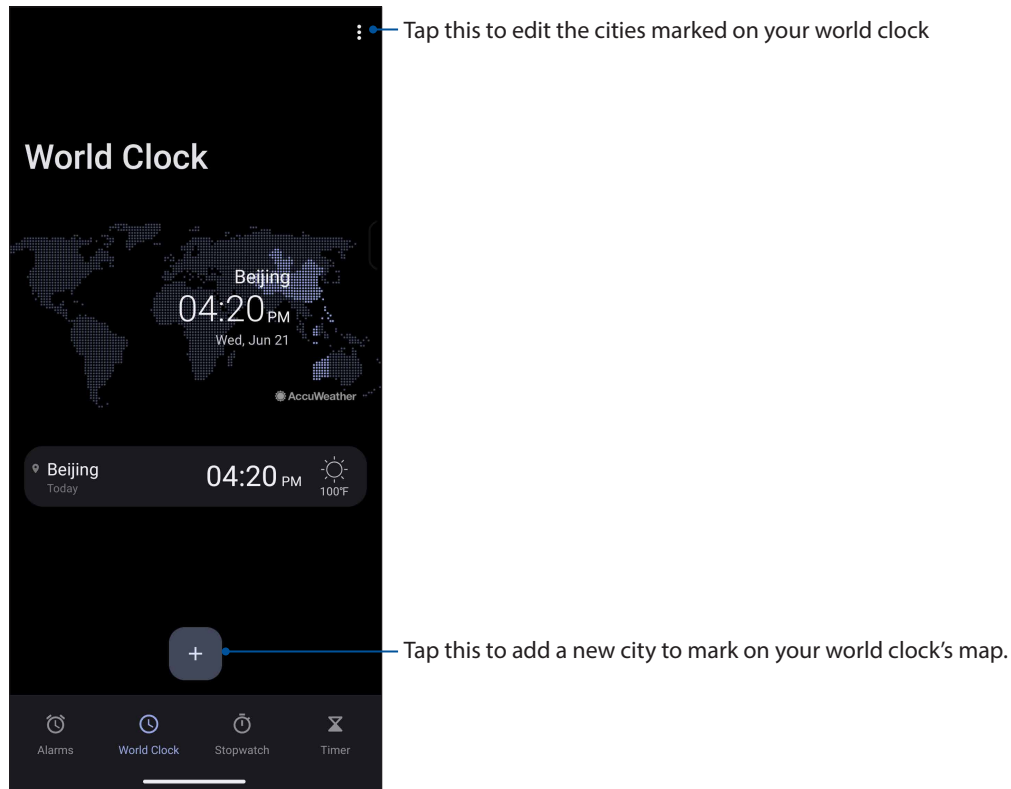 Tap this to edit the cities marked on your world clock
World Clock
Beijing
04:20 PM
Wed, Jun 21
AccuWeather
Beijing 04:20 PM
Today 100°F
+
Tap this to add a new city to mark on your world clock’s map.
Alarms World Clock Stopwatch Timer